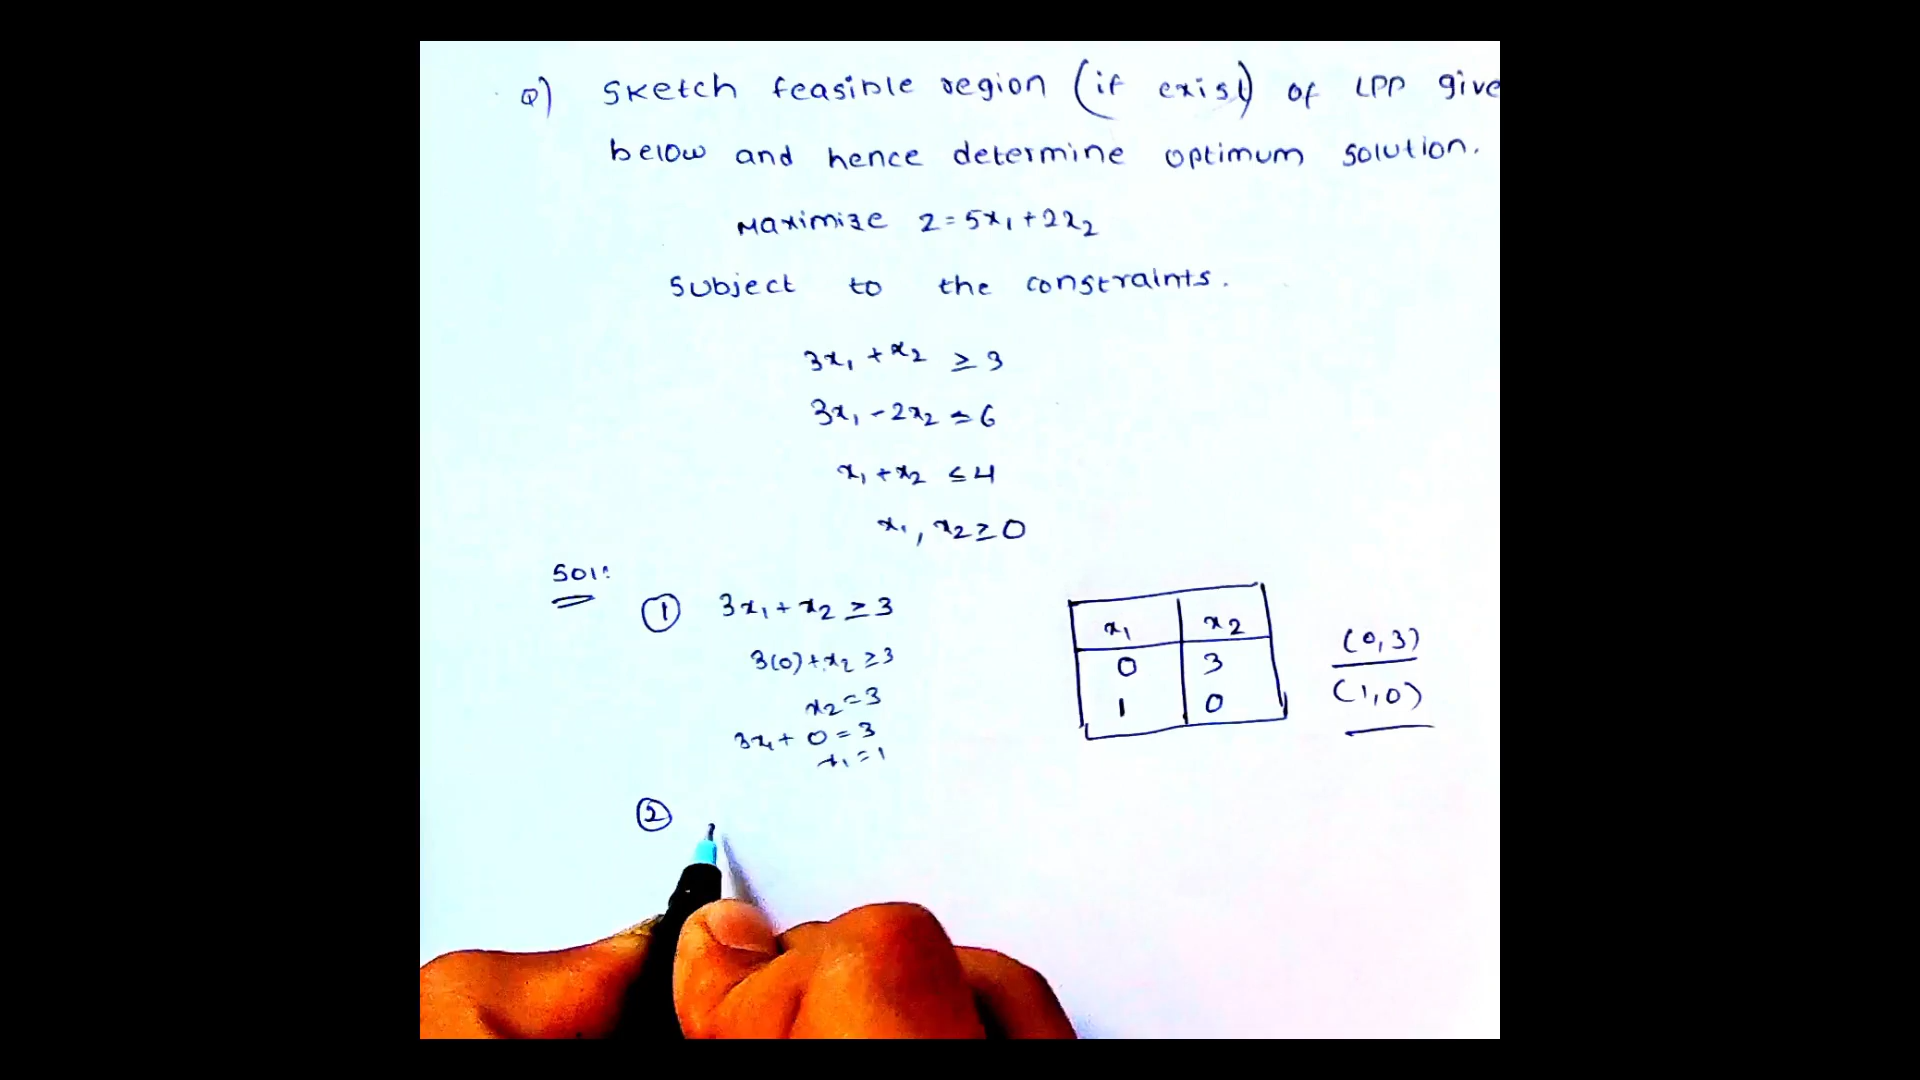 Q) Sketch feasible region (if exist) of LPP give
below and hence determine optimum solution.
Maximize Z = 5x₁ + 2x₂
Subject to the constraints.
3x₁ + x₂ ≥ 3
3x₁ - 2x₂ = 6
x₁ + x₂ ≤ 4
x₁, x₂ ≥ 0
Sol:
① 3x₁ + x₂ ≥ 3
3(0) + x₂ ≥ 3
x₂ = 3
3x₁ + 0 = 3
x₁ = 1
x₁ x₂
0 3
1 0
(0,3)
(1,0)
②